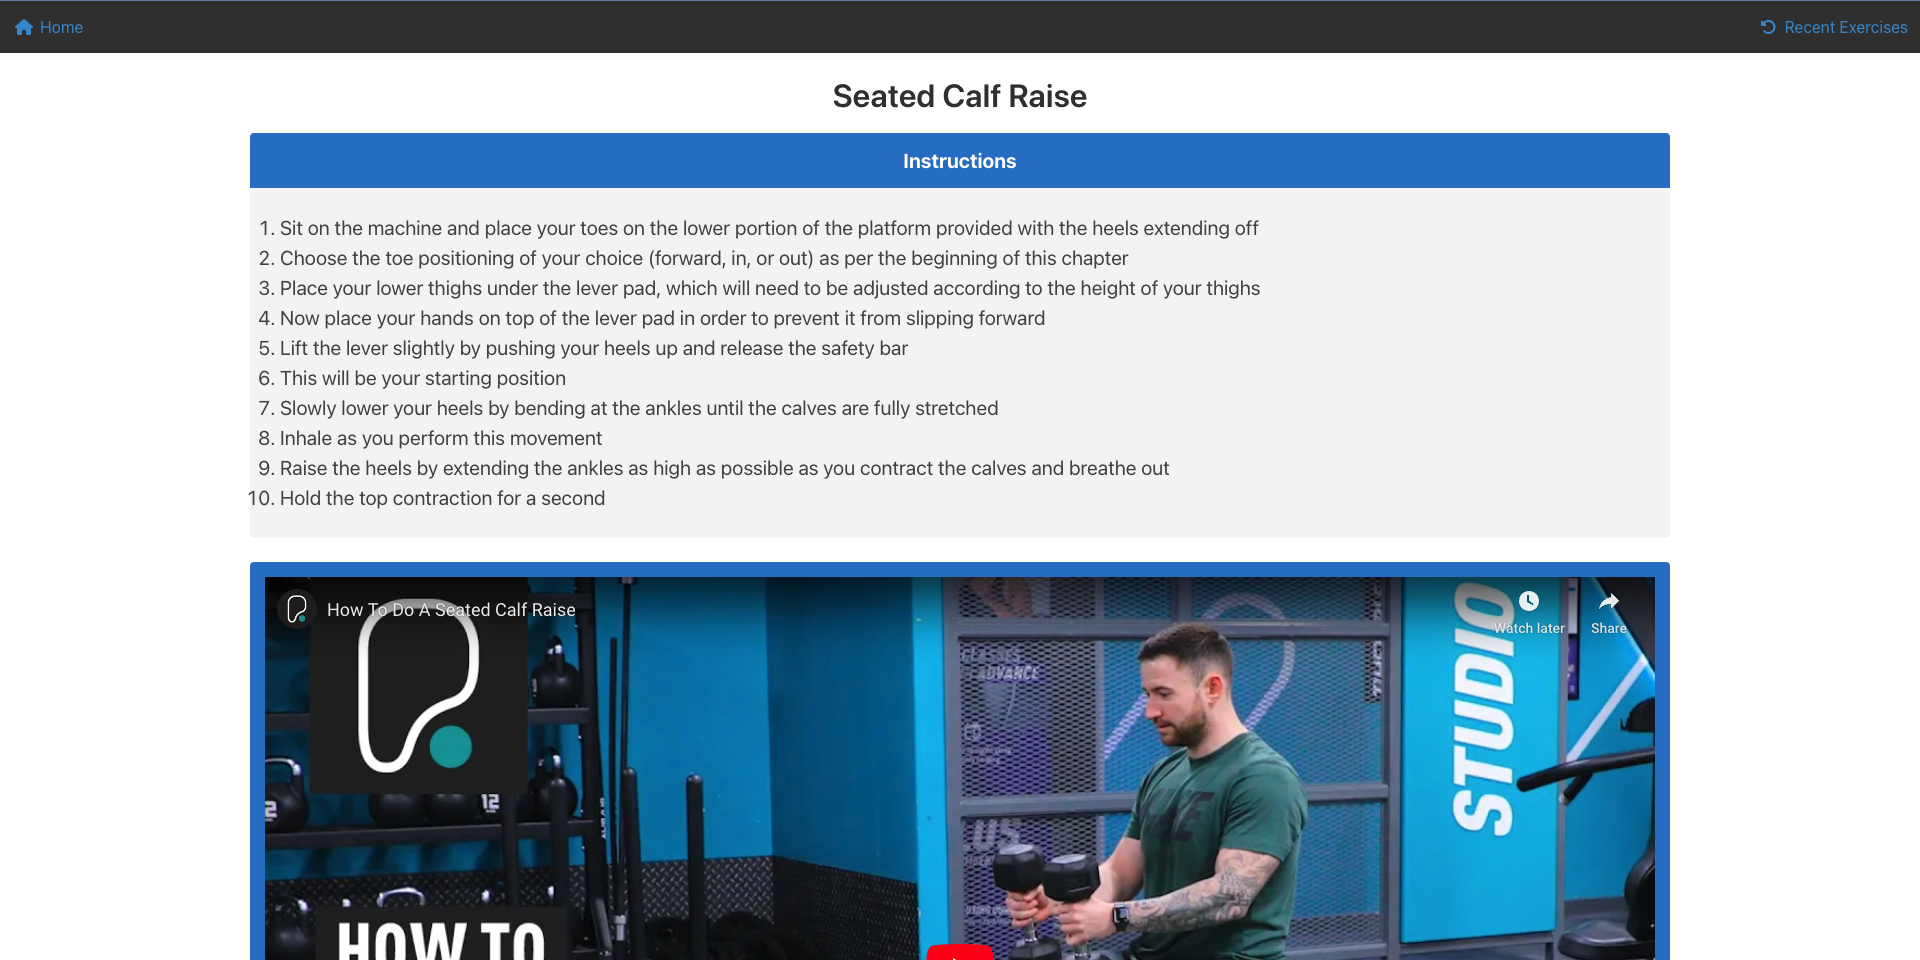 Home
Recent Exercises
Seated Calf Raise
Instructions
1. Sit on the machine and place your toes on the lower portion of the platform provided with the heels extending off
2. Choose the toe positioning of your choice (forward, in, or out) as per the beginning of this chapter
3. Place your lower thighs under the lever pad, which will need to be adjusted according to the height of your thighs
4. Now place your hands on top of the lever pad in order to prevent it from slipping forward
5. Lift the lever slightly by pushing your heels up and release the safety bar
6. This will be your starting position
7. Slowly lower your heels by bending at the ankles until the calves are fully stretched
8. Inhale as you perform this movement
9. Raise the heels by extending the ankles as high as possible as you contract the calves and breathe out
10. Hold the top contraction for a second
How To Do A Seated Calf Raise
Watch later
Share
CLASSES
ADVANCE
STUDIO
12
US
HOW TO